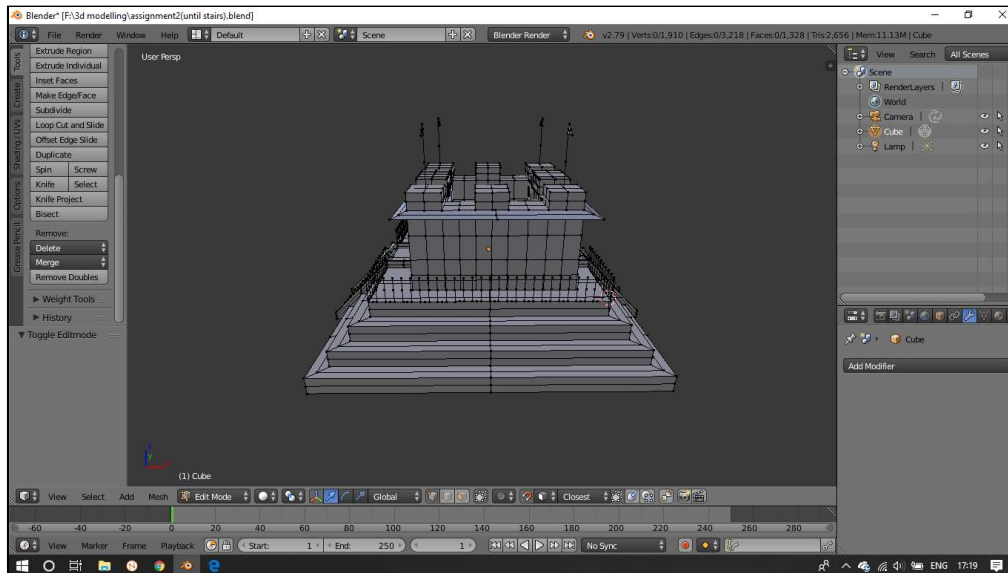 Blender* [F:\3d modelling\assignment2(until stairs).blend]
File Render Window Help Default Scene Blender Render v2.79 | Verts:0/1,910 | Edges:0/3,218 | Faces:0/1,328 | Tris:2,656 | Mem:11.13M | Cube
View Search All Scenes
Tools
Create
Shading / UVs
Options
Grease Pencil
Extrude Region
Extrude Individual
Inset Faces
Make Edge/Face
Subdivide
Loop Cut and Slide
Offset Edge Slide
Duplicate
Spin Screw
Knife Select
Knife Project
Bisect
Remove:
Delete
Merge
Remove Doubles
Weight Tools
History
Toggle Editmode
User Persp
z
y
(1) Cube
Scene
RenderLayers
World
Camera
Cube
Lamp
Cube
Add Modifier
View Select Add Mesh Edit Mode Global Closest
-60 -40 -20 0 20 40 60 80 100 120 140 160 180 200 220 240 260 280
View Marker Frame Playback Start: 1 End: 250 1 No Sync
ENG 17:19